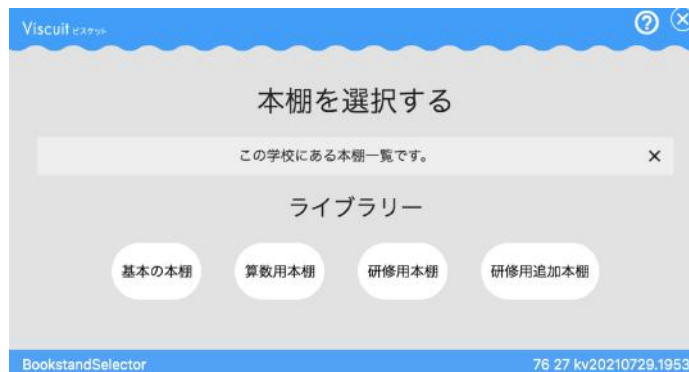 Viscuit ビスケット
本棚を選択する
この学校にある本棚一覧です。
ライブラリー
基本の本棚 算数用本棚 研修用本棚 研修用追加本棚
BookstandSelector 76 27 kv20210729.1953